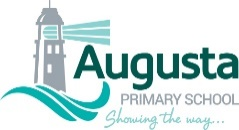 Augusta
PRIMARY SCHOOL
Showing the way...